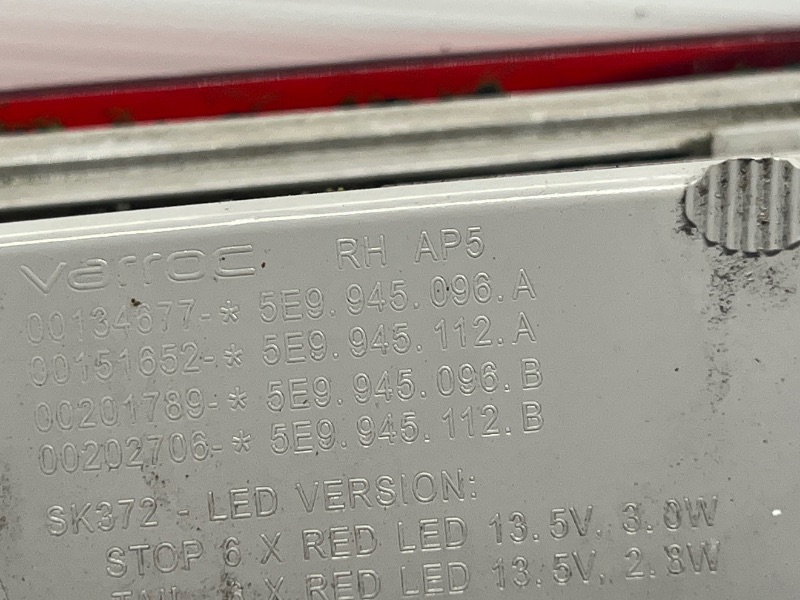 varroc RH AP5
00134677-* 5E9.945.096.A
00151652-* 5E9.945.112.A
00201789-* 5E9.945.096.B
00202706-* 5E9.945.112.B
SK372 - LED VERSION:
STOP 6 X RED LED 13.5V, 3.0W
TAIL X RED LED 13.5V, 2.8W